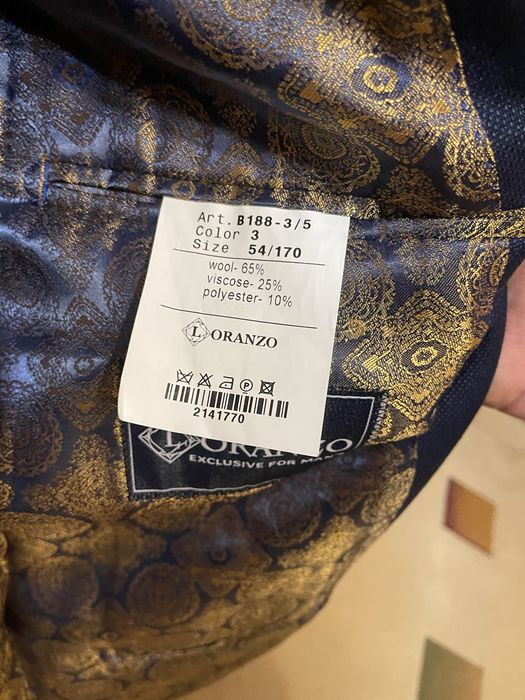 Art. B188-3/5
Color 3
Size 54/170
wool- 65%
viscose- 25%
polyester- 10%
L ORANZO
2141770
LORANZO
EXCLUSIVE FOR